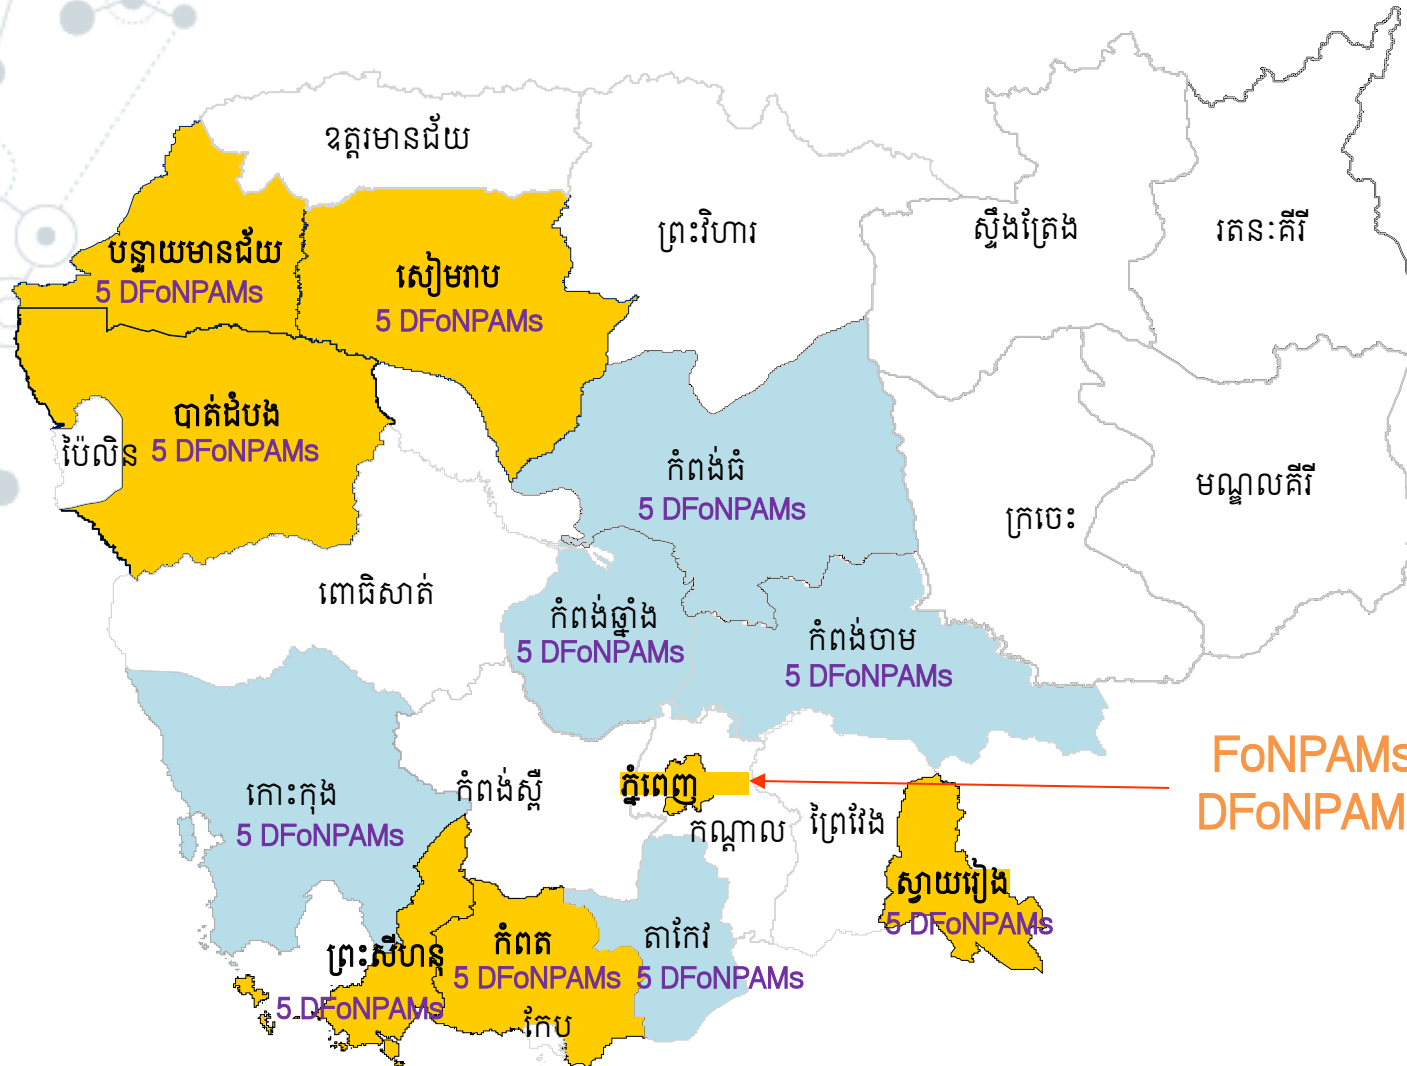 ឧត្តរមានជ័យ
ព្រះវិហារ
ស្ទឹងត្រែង
រតនៈគីរី
បន្ទាយមានជ័យ
5 DFoNPAMs
សៀមរាប
5 DFoNPAMs
បាត់ដំបង
5 DFoNPAMs
ប៉ៃលិន
កំពង់ធំ
5 DFoNPAMs
ក្រចេះ
មណ្ឌលគីរី
ពោធិសាត់
កំពង់ឆ្នាំង
5 DFoNPAMs
កំពង់ចាម
5 DFoNPAMs
កោះកុង
5 DFoNPAMs
កំពង់ស្ពឺ
ភ្នំពេញ
FoNPAMs
DFoNPAM
កណ្តាល
ព្រៃវែង
ស្វាយរៀង
5 DFoNPAMs
ព្រះសីហនុ
5 DFoNPAMs
កំពត
5 DFoNPAMs
តាកែវ
5 DFoNPAMs
កែប